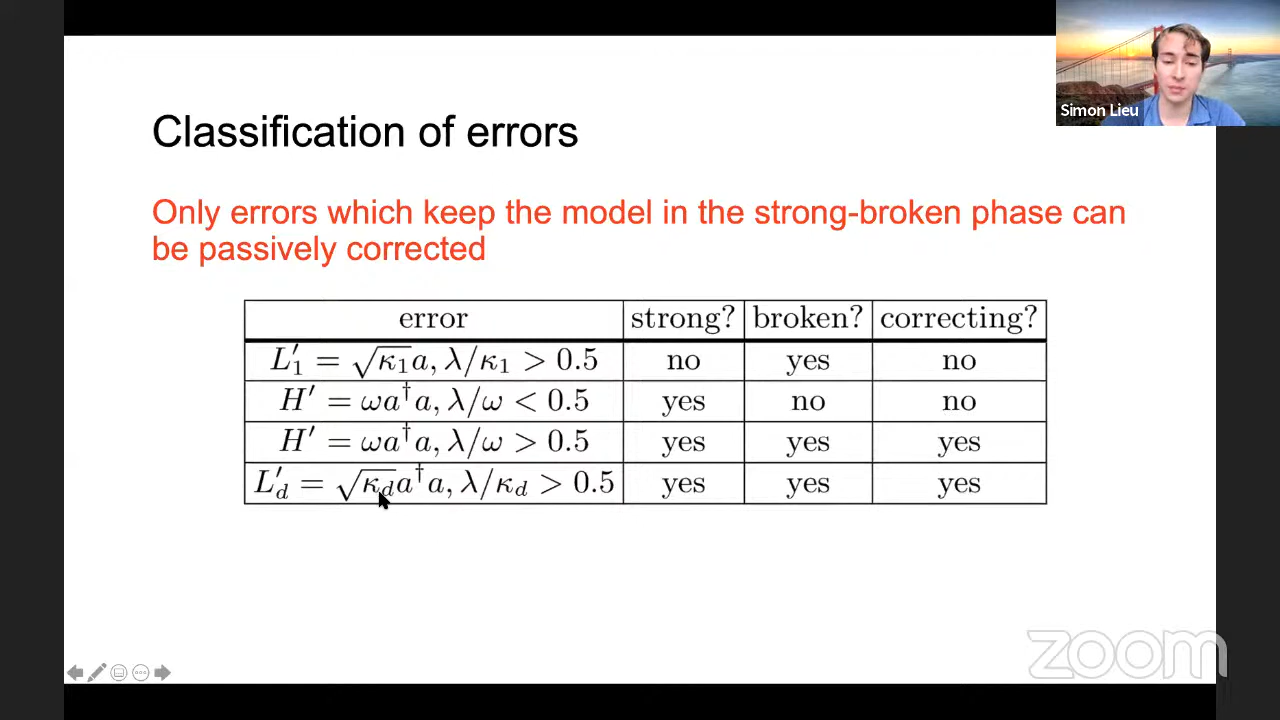 Simon Lieu
Classification of errors
Only errors which keep the model in the strong-broken phase can
be passively corrected
error strong? broken? correcting?
L′₁ = √κ₁a, λ/κ₁ > 0.5 no yes no
H′ = ωa†a, λ/ω < 0.5 yes no no
H′ = ωa†a, λ/ω > 0.5 yes yes yes
L′d = √κd a†a, λ/κd > 0.5 yes yes yes
zoom